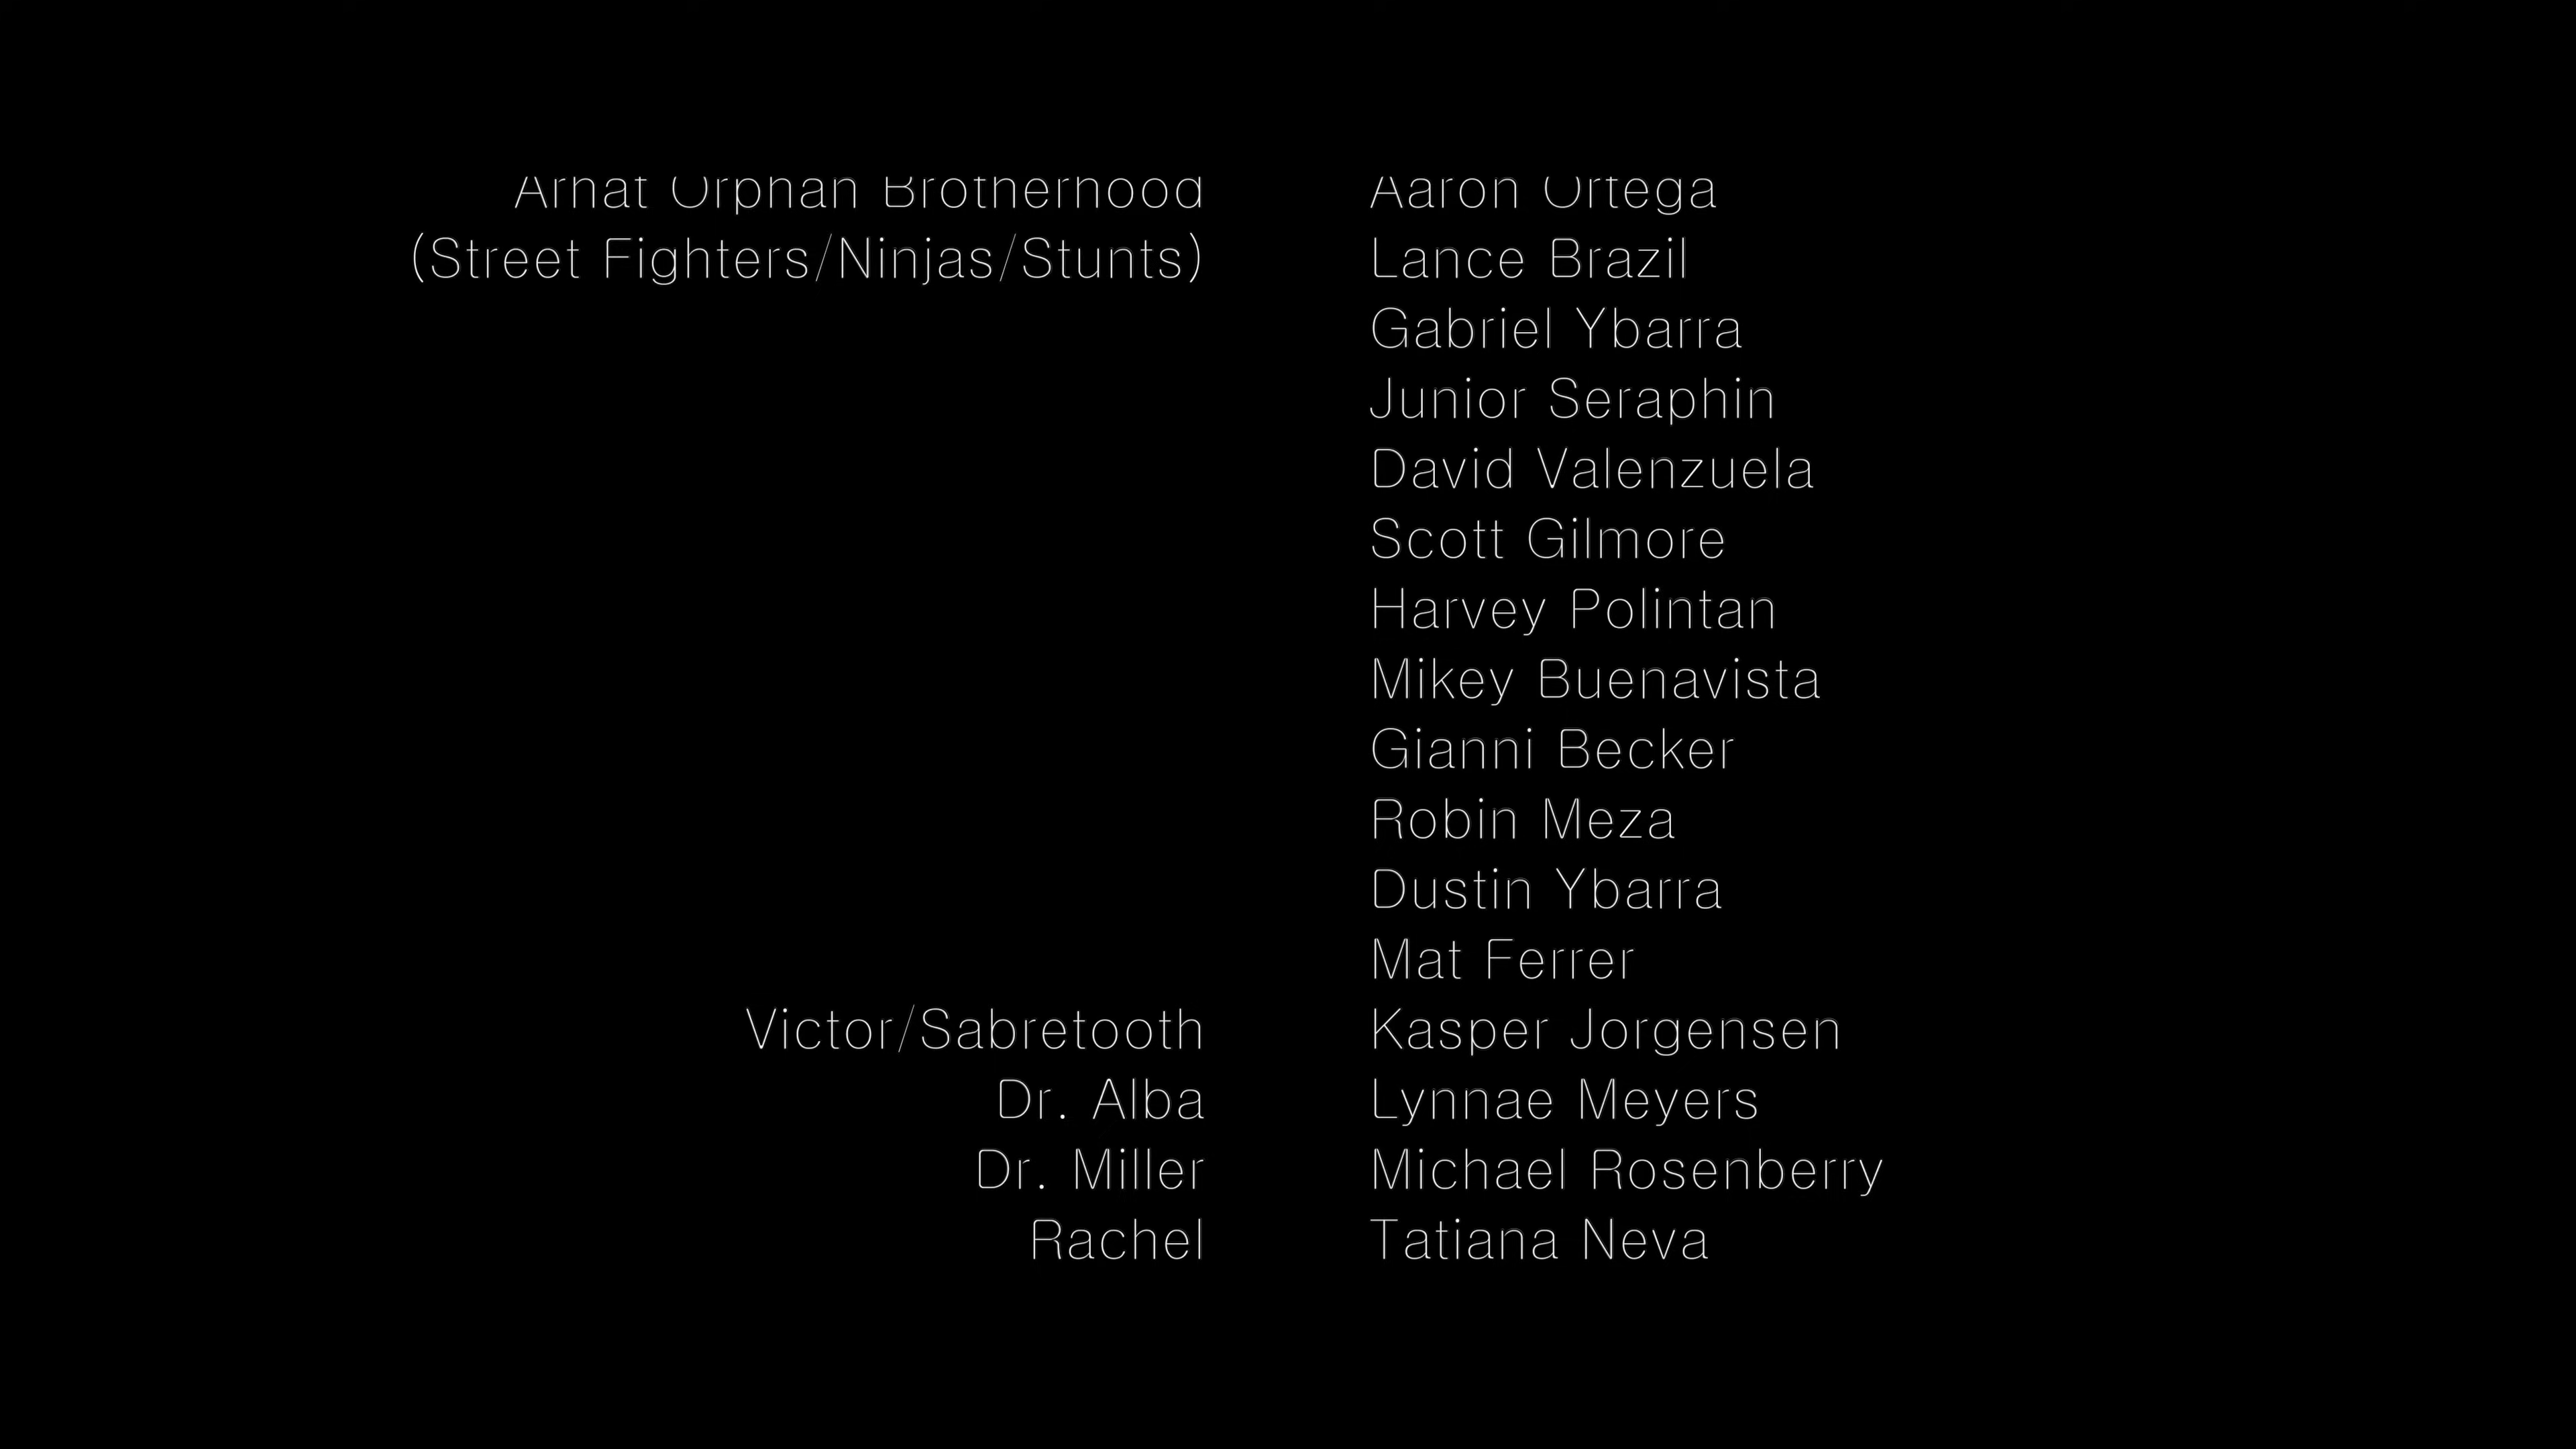 Arhat Orphan Brotherhood Aaron Ortega
(Street Fighters/Ninjas/Stunts) Lance Brazil
Gabriel Ybarra
Junior Seraphin
David Valenzuela
Scott Gilmore
Harvey Polintan
Mikey Buenavista
Gianni Becker
Robin Meza
Dustin Ybarra
Mat Ferrer
Victor/Sabretooth Kasper Jorgensen
Dr. Alba Lynnae Meyers
Dr. Miller Michael Rosenberry
Rachel Tatiana Neva